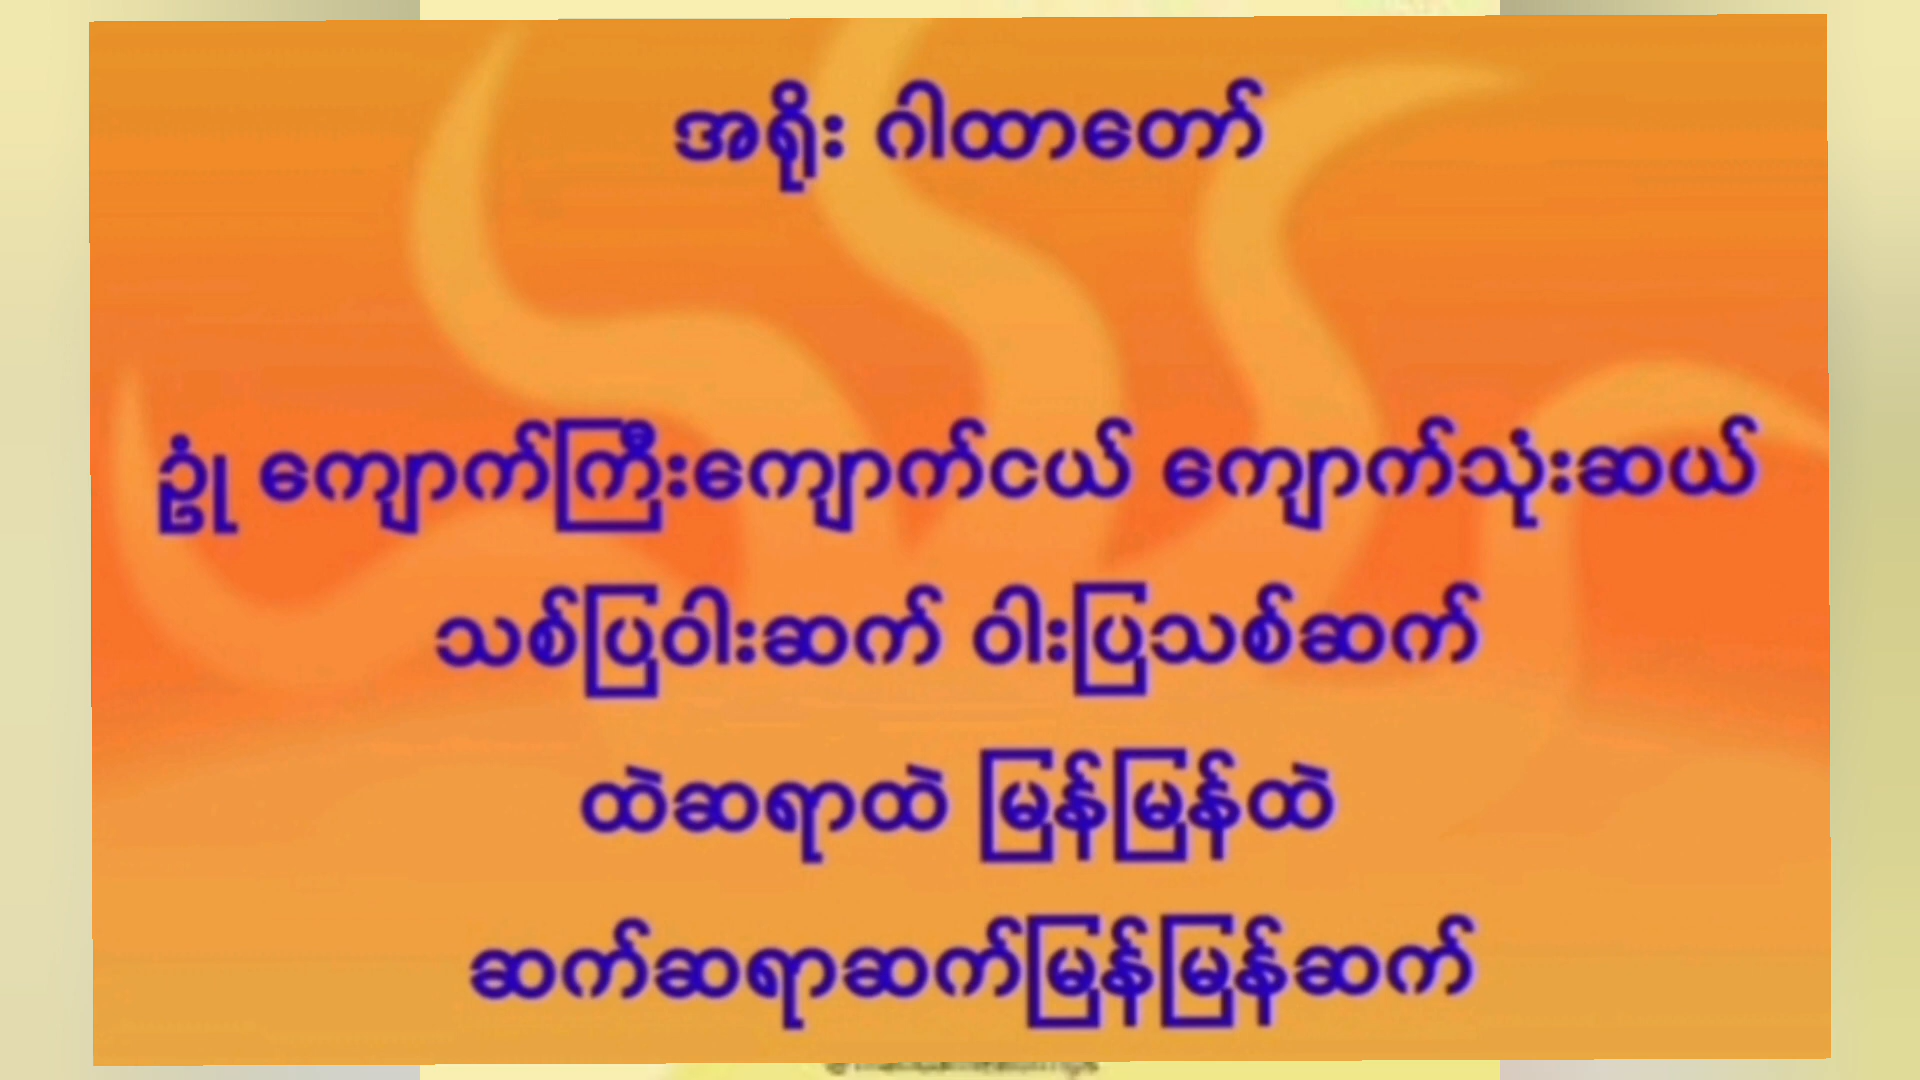 အရိုး ဂါထာတော်
ဥုံ ကျောက်ကြီးကျောက်ငယ် ကျောက်သုံးဆယ်
သစ်ပြဝါးဆက် ဝါးပြသစ်ဆက်
ထဲဆရာထဲ မြန်မြန်ထဲ
ဆက်ဆရာဆက်မြန်မြန်ဆက်